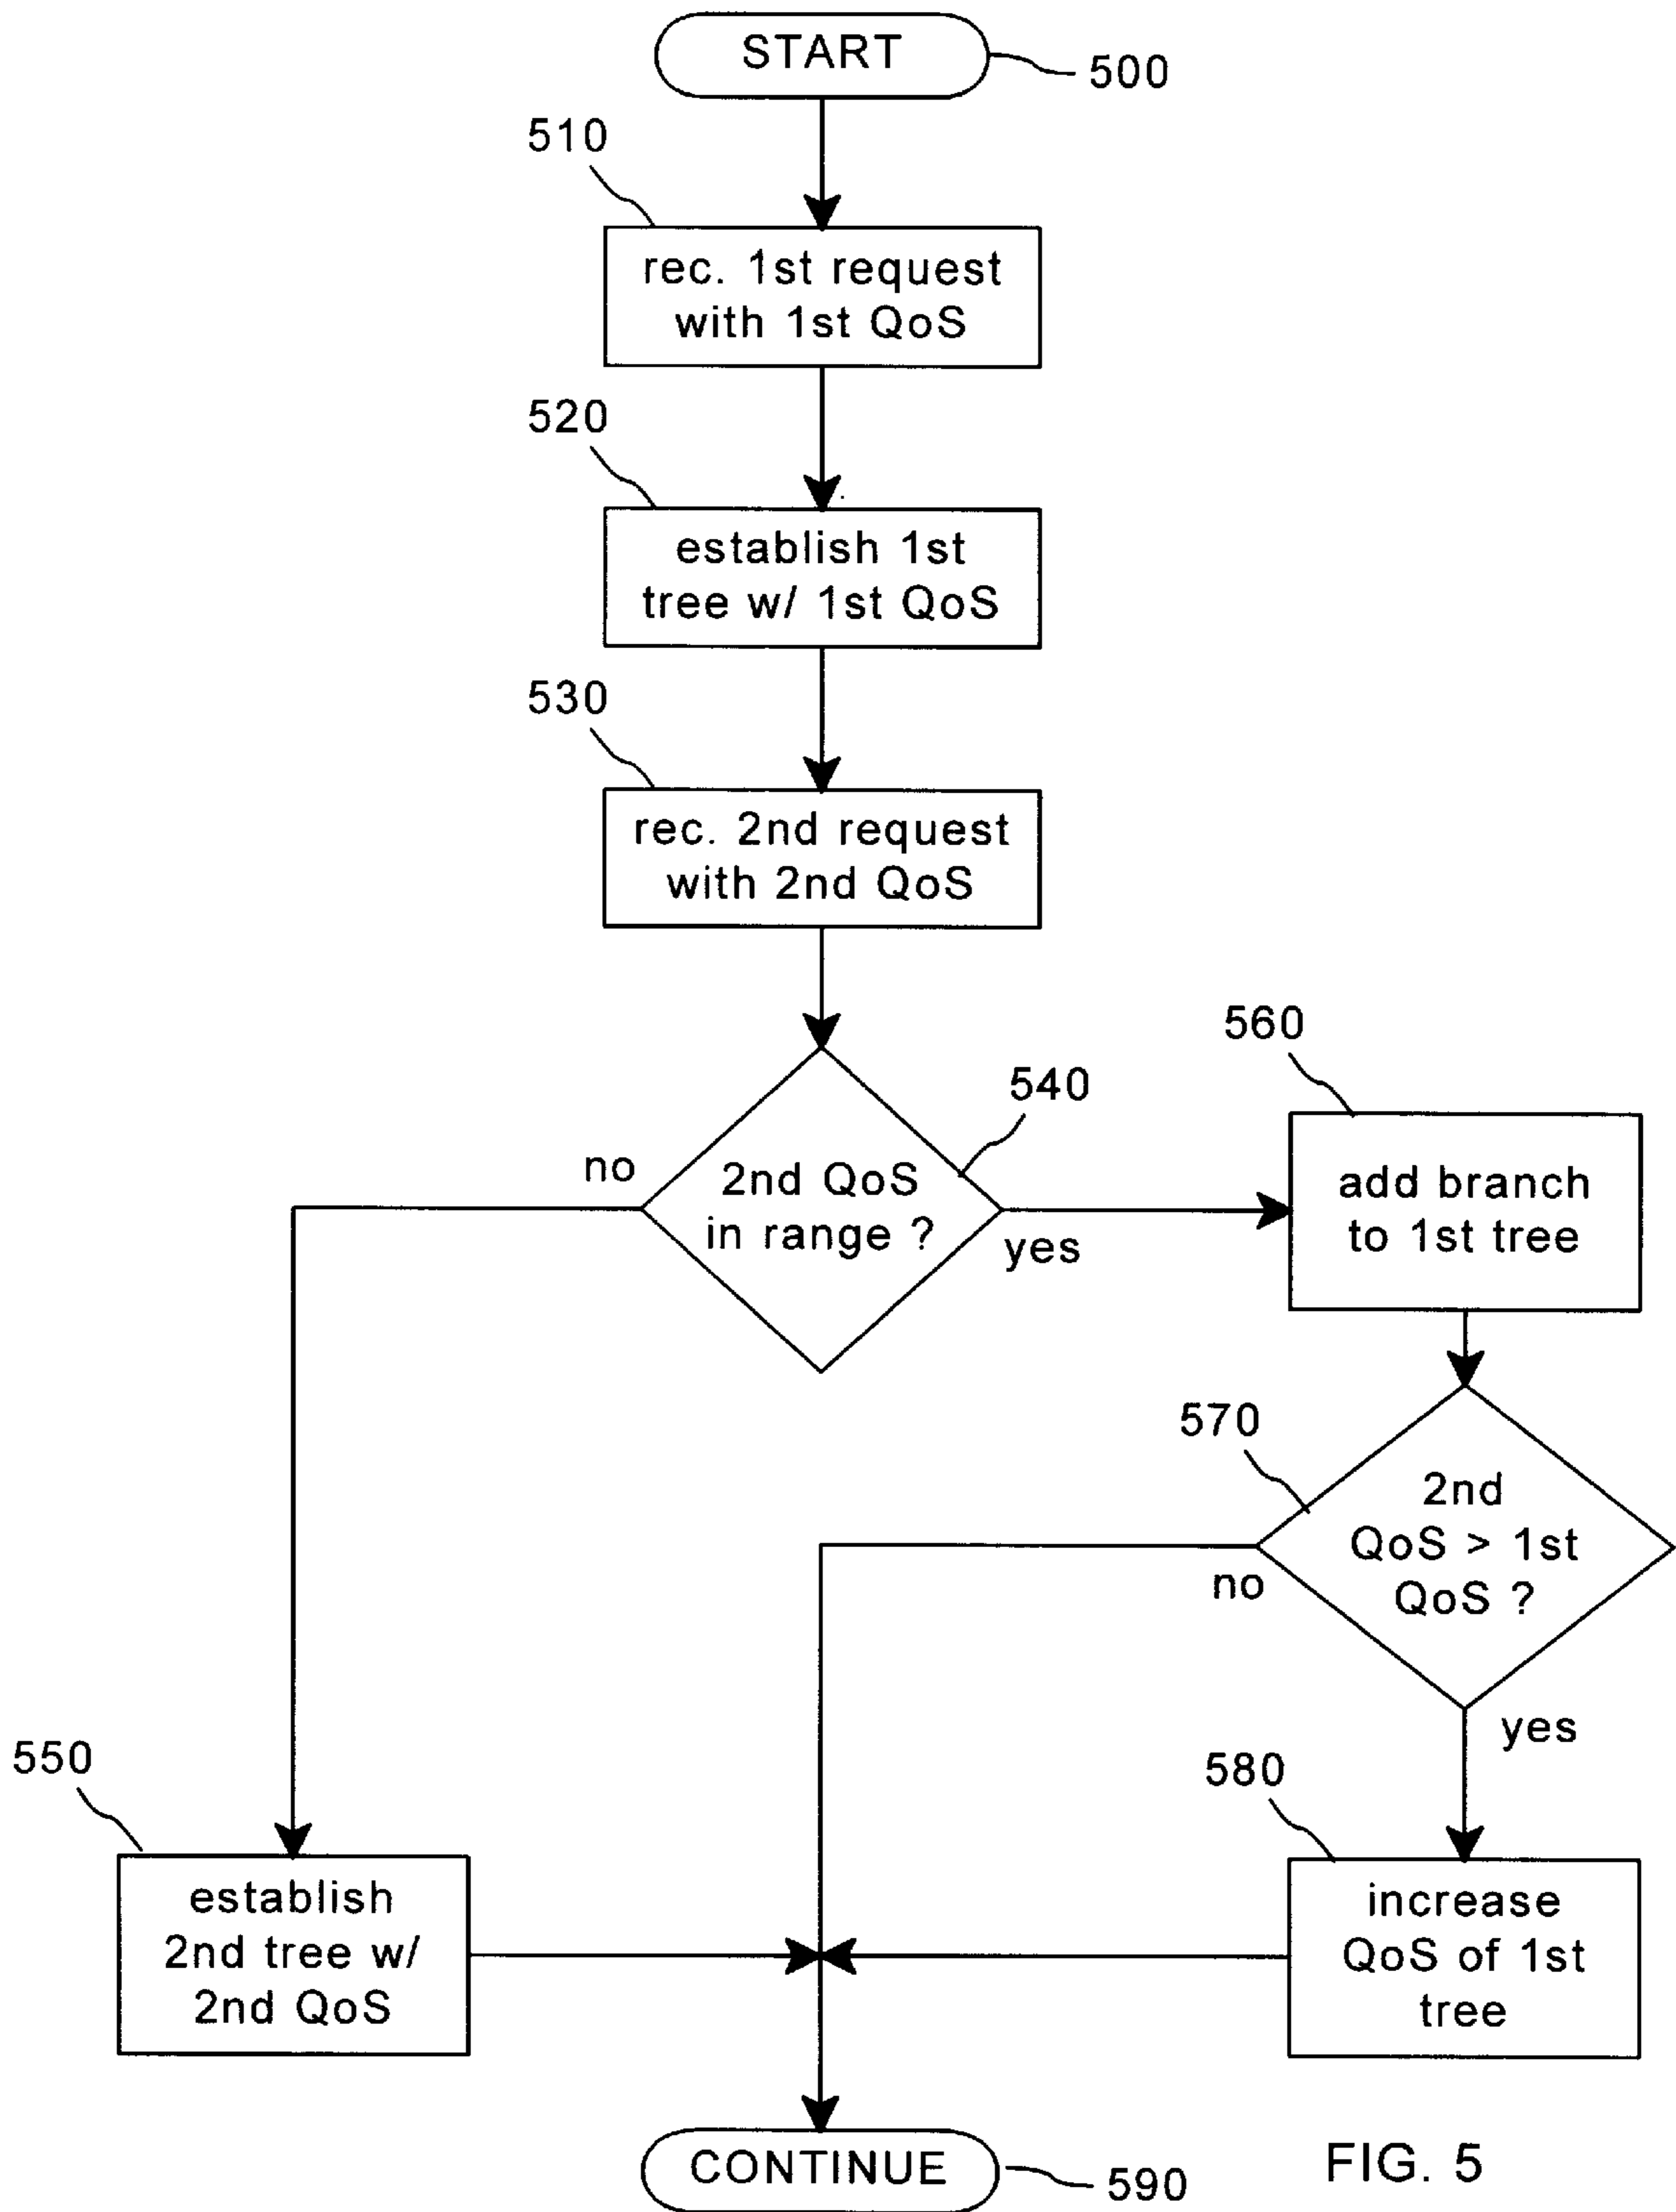 START
500
510
rec. 1st request
with 1st QoS
520
establish 1st
tree w/ 1st QoS
530
rec. 2nd request
with 2nd QoS
540
2nd QoS
in range ?
no
yes
560
add branch
to 1st tree
570
2nd
QoS > 1st
QoS ?
no
yes
550
establish
2nd tree w/
2nd QoS
580
increase
QoS of 1st
tree
CONTINUE
590
FIG. 5